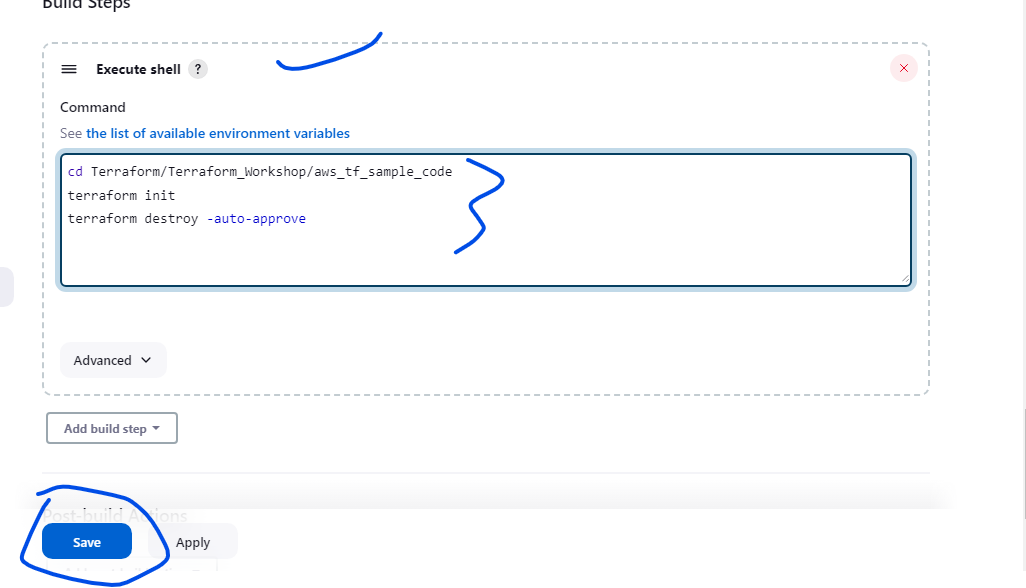 Build Steps
Execute shell ?
Command
See the list of available environment variables
cd Terraform/Terraform_Workshop/aws_tf_sample_code
terraform init
terraform destroy -auto-approve
Advanced
Add build step
Post-build Actions
Save
Apply